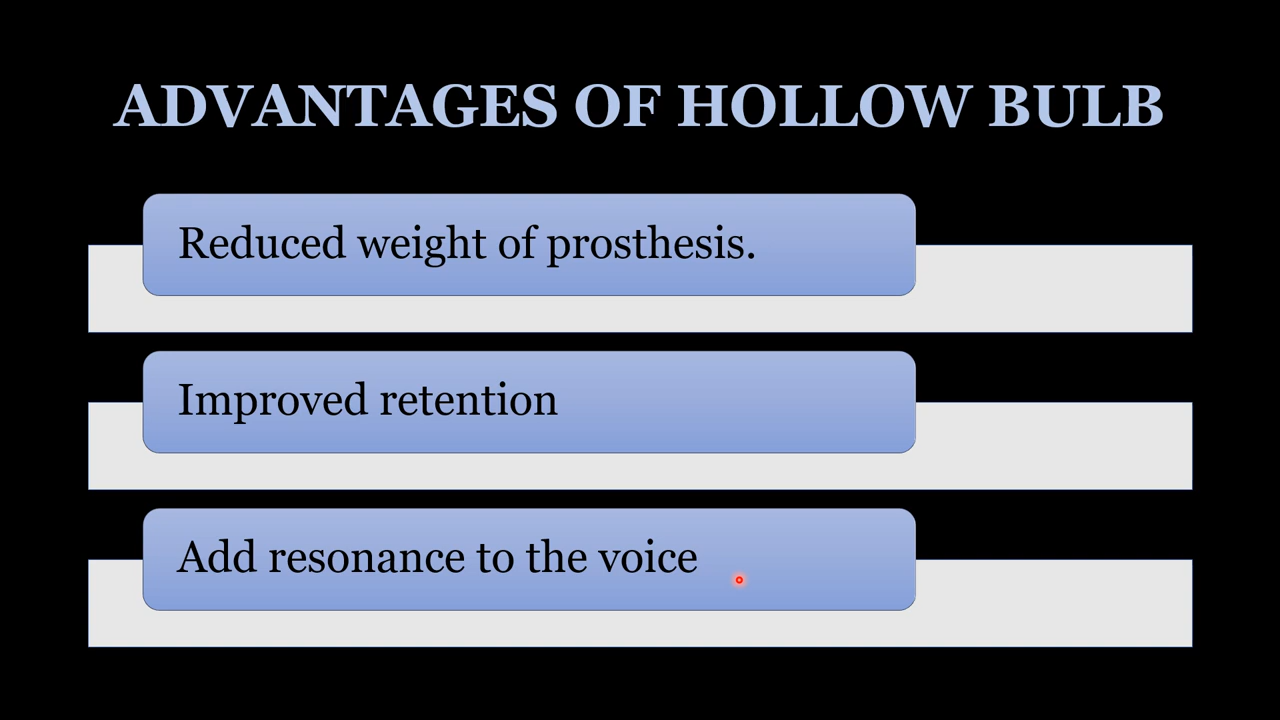 ADVANTAGES OF HOLLOW BULB
Reduced weight of prosthesis.
Improved retention
Add resonance to the voice